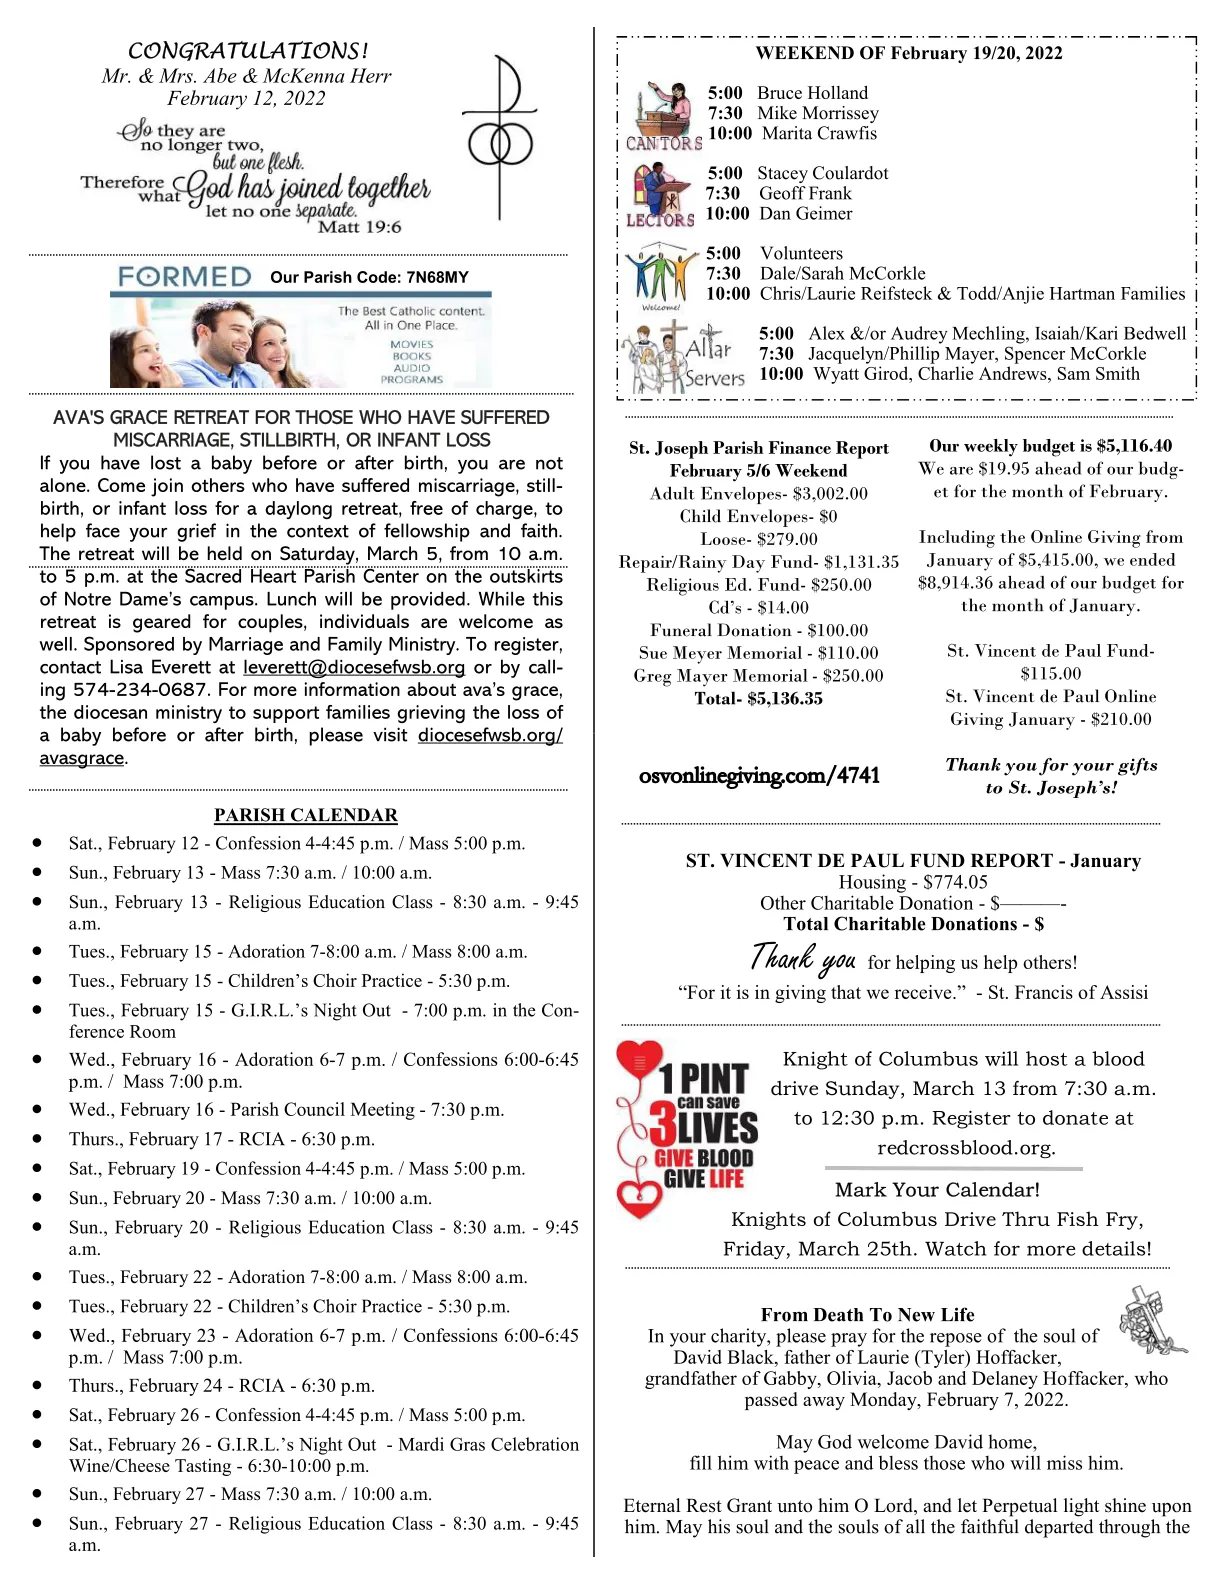 CONGRATULATIONS!
Mr. & Mrs. Abe & McKenna Herr
February 12, 2022
So they are
no longer two,
but one flesh.
Therefore
what God has joined together
let no one separate.
Matt 19:6
FORMED Our Parish Code: 7N68MY
The Best Catholic content.
All in One Place.
MOVIES
BOOKS
AUDIO
PROGRAMS
AVA'S GRACE RETREAT FOR THOSE WHO HAVE SUFFERED
MISCARRIAGE, STILLBIRTH, OR INFANT LOSS
If you have lost a baby before or after birth, you are not
alone. Come join others who have suffered miscarriage, still-
birth, or infant loss for a daylong retreat, free of charge, to
help face your grief in the context of fellowship and faith.
The retreat will be held on Saturday, March 5, from 10 a.m.
to 5 p.m. at the Sacred Heart Parish Center on the outskirts
of Notre Dame's campus. Lunch will be provided. While this
retreat is geared for couples, individuals are welcome as
well. Sponsored by Marriage and Family Ministry. To register,
contact Lisa Everett at leverett@diocesefwsb.org or by call-
ing 574-234-0687. For more information about ava's grace,
the diocesan ministry to support families grieving the loss of
a baby before or after birth, please visit diocesefwsb.org/
avasgrace.
PARISH CALENDAR
• Sat., February 12 - Confession 4-4:45 p.m. / Mass 5:00 p.m.
• Sun., February 13 - Mass 7:30 a.m. / 10:00 a.m.
• Sun., February 13 - Religious Education Class - 8:30 a.m. - 9:45
a.m.
• Tues., February 15 - Adoration 7-8:00 a.m. / Mass 8:00 a.m.
• Tues., February 15 - Children's Choir Practice - 5:30 p.m.
• Tues., February 15 - G.I.R.L.'s Night Out - 7:00 p.m. in the Con-
ference Room
• Wed., February 16 - Adoration 6-7 p.m. / Confessions 6:00-6:45
p.m. / Mass 7:00 p.m.
• Wed., February 16 - Parish Council Meeting - 7:30 p.m.
• Thurs., February 17 - RCIA - 6:30 p.m.
• Sat., February 19 - Confession 4-4:45 p.m. / Mass 5:00 p.m.
• Sun., February 20 - Mass 7:30 a.m. / 10:00 a.m.
• Sun., February 20 - Religious Education Class - 8:30 a.m. - 9:45
a.m.
• Tues., February 22 - Adoration 7-8:00 a.m. / Mass 8:00 a.m.
• Tues., February 22 - Children's Choir Practice - 5:30 p.m.
• Wed., February 23 - Adoration 6-7 p.m. / Confessions 6:00-6:45
p.m. / Mass 7:00 p.m.
• Thurs., February 24 - RCIA - 6:30 p.m.
• Sat., February 26 - Confession 4-4:45 p.m. / Mass 5:00 p.m.
• Sat., February 26 - G.I.R.L.'s Night Out - Mardi Gras Celebration
Wine/Cheese Tasting - 6:30-10:00 p.m.
• Sun., February 27 - Mass 7:30 a.m. / 10:00 a.m.
• Sun., February 27 - Religious Education Class - 8:30 a.m. - 9:45
a.m.
WEEKEND OF February 19/20, 2022
CANTORS
5:00 Bruce Holland
7:30 Mike Morrissey
10:00 Marita Crawfis
LECTORS
5:00 Stacey Coulardot
7:30 Geoff Frank
10:00 Dan Geimer
Welcome!
5:00 Volunteers
7:30 Dale/Sarah McCorkle
10:00 Chris/Laurie Reifsteck & Todd/Anjie Hartman Families
Altar
Servers
5:00 Alex &/or Audrey Mechling, Isaiah/Kari Bedwell
7:30 Jacquelyn/Phillip Mayer, Spencer McCorkle
10:00 Wyatt Girod, Charlie Andrews, Sam Smith
St. Joseph Parish Finance Report
February 5/6 Weekend
Adult Envelopes- $3,002.00
Child Envelopes- $0
Loose- $279.00
Repair/Rainy Day Fund- $1,131.35
Religious Ed. Fund- $250.00
Cd's - $14.00
Funeral Donation - $100.00
Sue Meyer Memorial - $110.00
Greg Mayer Memorial - $250.00
Total- $5,136.35
osvonlinegiving.com/4741
Our weekly budget is $5,116.40
We are $19.95 ahead of our budg-
et for the month of February.
Including the Online Giving from
January of $5,415.00, we ended
$8,914.36 ahead of our budget for
the month of January.
St. Vincent de Paul Fund-
$115.00
St. Vincent de Paul Online
Giving January - $210.00
Thank you for your gifts
to St. Joseph's!
ST. VINCENT DE PAUL FUND REPORT - January
Housing - $774.05
Other Charitable Donation - $———-
Total Charitable Donations - $
Thank you for helping us help others!
“For it is in giving that we receive.” - St. Francis of Assisi
1 PINT
can save
3 LIVES
GIVE BLOOD
GIVE LIFE
Knight of Columbus will host a blood
drive Sunday, March 13 from 7:30 a.m.
to 12:30 p.m. Register to donate at
redcrossblood.org.
Mark Your Calendar!
Knights of Columbus Drive Thru Fish Fry,
Friday, March 25th. Watch for more details!
From Death To New Life
In your charity, please pray for the repose of the soul of
David Black, father of Laurie (Tyler) Hoffacker,
grandfather of Gabby, Olivia, Jacob and Delaney Hoffacker, who
passed away Monday, February 7, 2022.
May God welcome David home,
fill him with peace and bless those who will miss him.
Eternal Rest Grant unto him O Lord, and let Perpetual light shine upon
him. May his soul and the souls of all the faithful departed through the